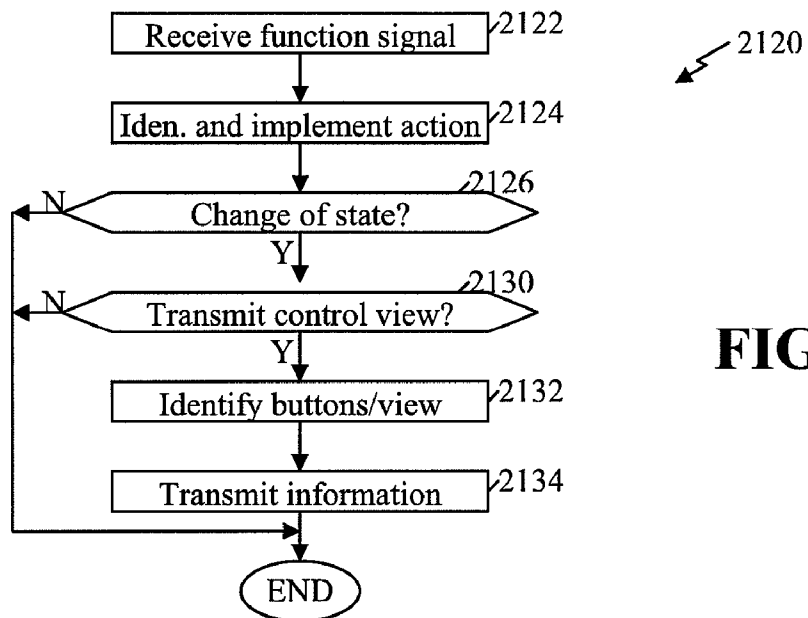 Receive function signal 2122
2120
Iden. and implement action 2124
2126
N Change of state?
Y
2130
N Transmit control view?
Y
FIG
Identify buttons/view 2132
Transmit information 2134
END